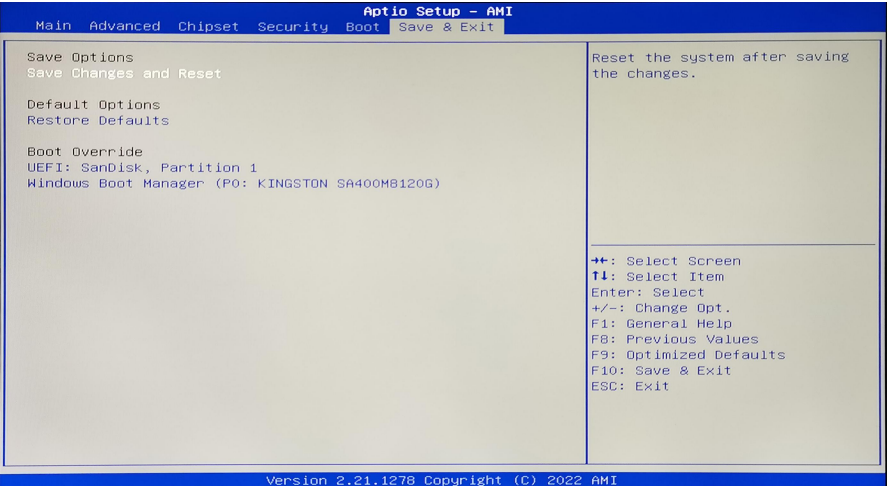 Aptio Setup – AMI
Main Advanced Chipset Security Boot Save & Exit
Save Options
Save Changes and Reset
Default Options
Restore Defaults
Boot Override
UEFI: SanDisk, Partition 1
Windows Boot Manager (P0: KINGSTON SA400M8120G)
Reset the system after saving
the changes.
→←: Select Screen
↑↓: Select Item
Enter: Select
+/-: Change Opt.
F1: General Help
F8: Previous Values
F9: Optimized Defaults
F10: Save & Exit
ESC: Exit
Version 2.21.1278 Copyright (C) 2022 AMI